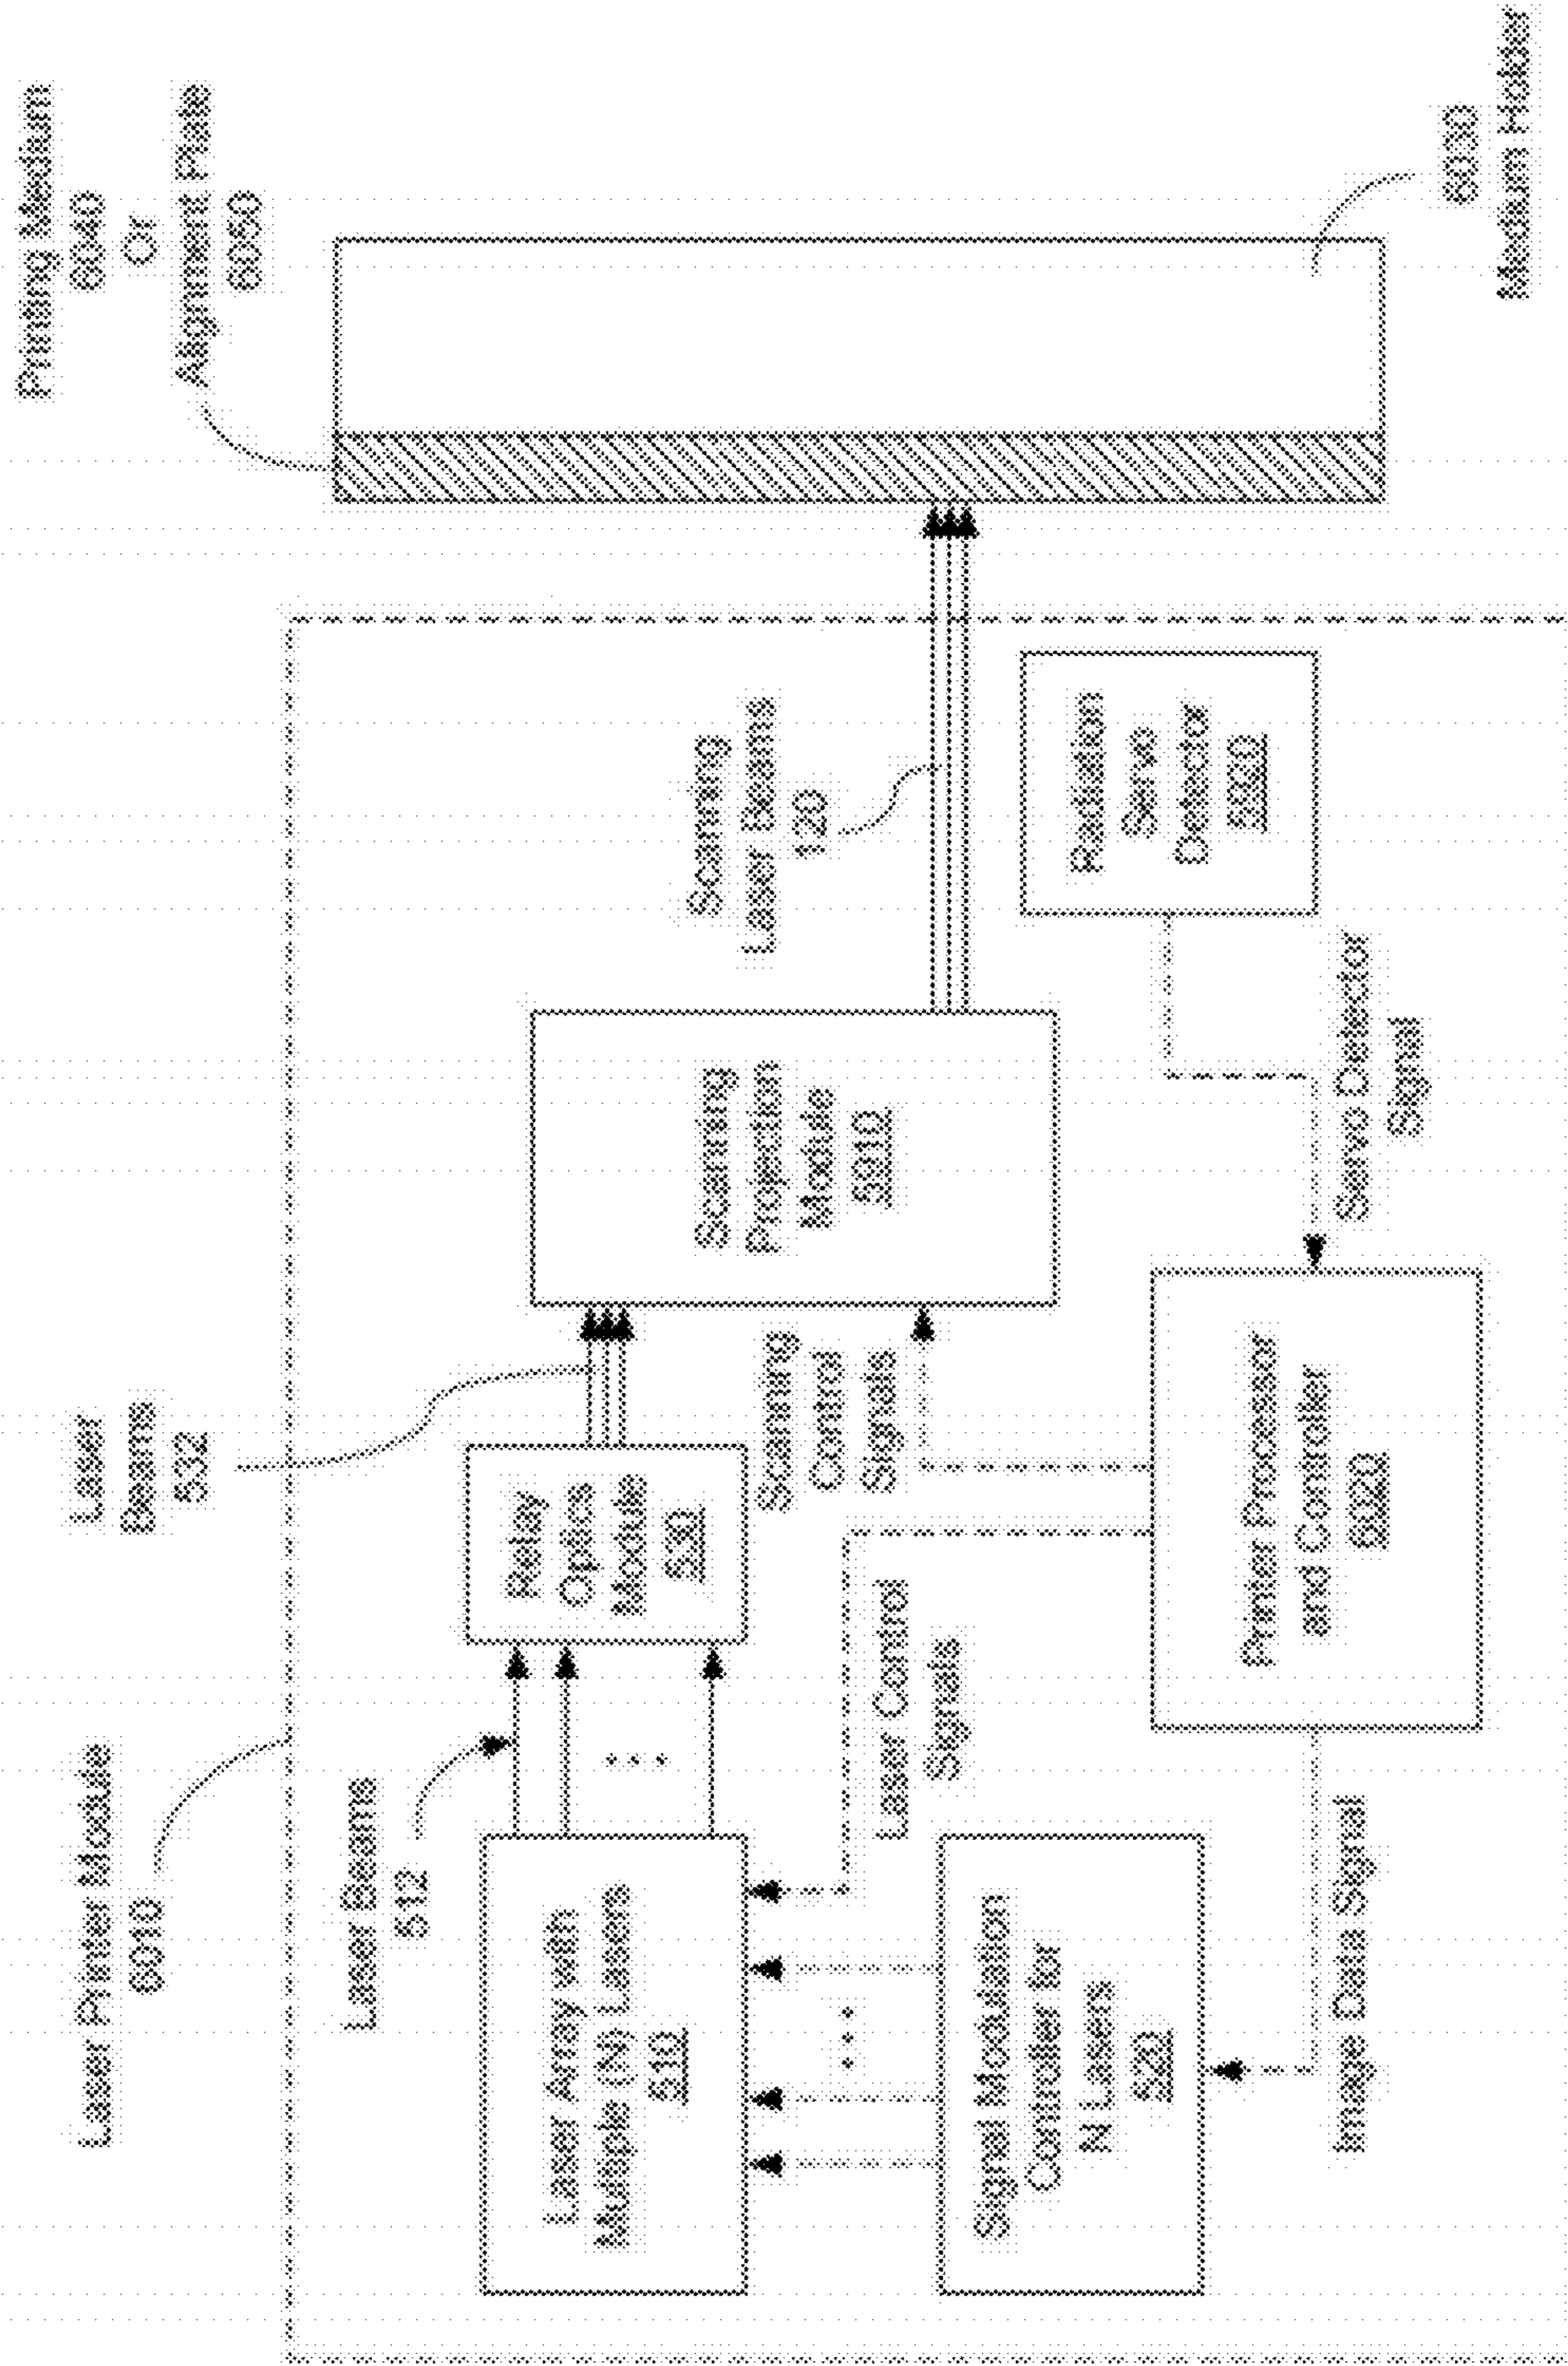 Laser Printer Module
6010
Laser
Beams
532
Printing Medium
6040
Or
Alignment Plate
6050
Laser Beams
512
Laser Array with
Multiple (N) Lasers
510
Relay
Optics
Module
530
Scanning
Projection
Module
5910
Scanning
Laser Beams
120
Scanning
Control
Signals
Laser Control
Signals
Signal Modulation
Controller for
N Lasers
520
Printer Processor
and Controller
6020
Radiation
Servo
Detector
5920
Image Data Signal
Servo Detector
Signal
6030
Medium Holder